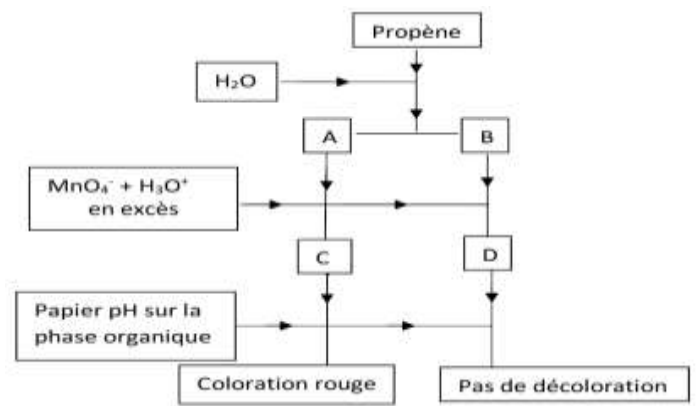 Propène
H₂O
A
B
MnO₄⁻ + H₃O⁺
en excès
C
D
Papier pH sur la
phase organique
Coloration rouge
Pas de décoloration